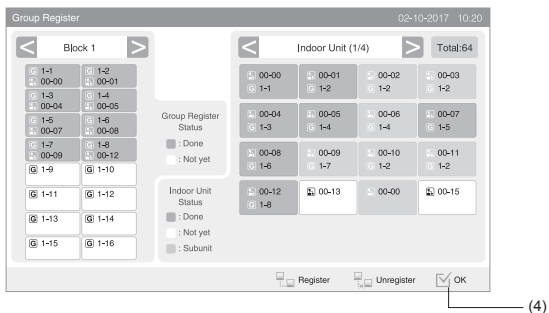 Group Register 02-10-2017 10:20
< Block 1 >
< Indoor Unit (1/4) > Total:64
G 1-1 G 1-2
00-00 00-01
G 1-3 G 1-4
00-04 00-05
G 1-5 G 1-6
00-07 00-08
G 1-7 G 1-8
00-09 00-12
G 1-9 G 1-10
G 1-11 G 1-12
G 1-13 G 1-14
G 1-15 G 1-16
Group Register
Status
: Done
: Not yet
Indoor Unit
Status
: Done
: Not yet
: Subunit
00-00 00-01 00-02 00-03
G 1-1 G 1-2 G 1-2 G 1-2
00-04 00-05 00-06 00-07
G 1-3 G 1-4 G 1-4 G 1-5
00-08 00-09 00-10 00-11
G 1-6 G 1-7 G 1-2 G 1-2
00-12 00-13 00-00 00-15
G 1-8
Register Unregister OK
(4)